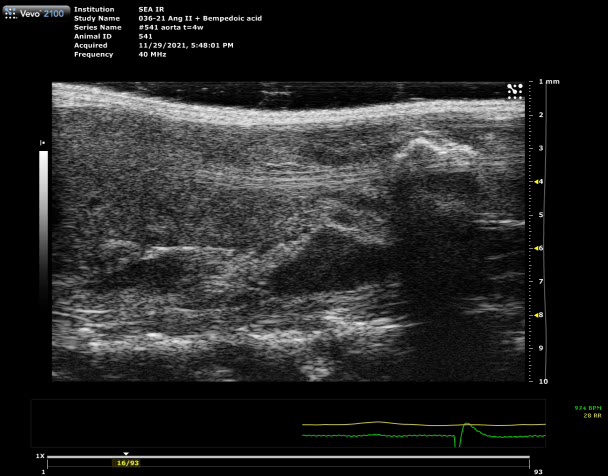 Vevo 2100
Institution SEA IR
Study Name 036-21 Ang II + Bempedoic acid
Series Name #541 aorta t=4w
Animal ID 541
Acquired 11/29/2021, 5:48:01 PM
Frequency 40 MHz
1 mm
2
3
4
5
6
7
8
9
10
974 BPM
28 RR
1X
16/93
1
93